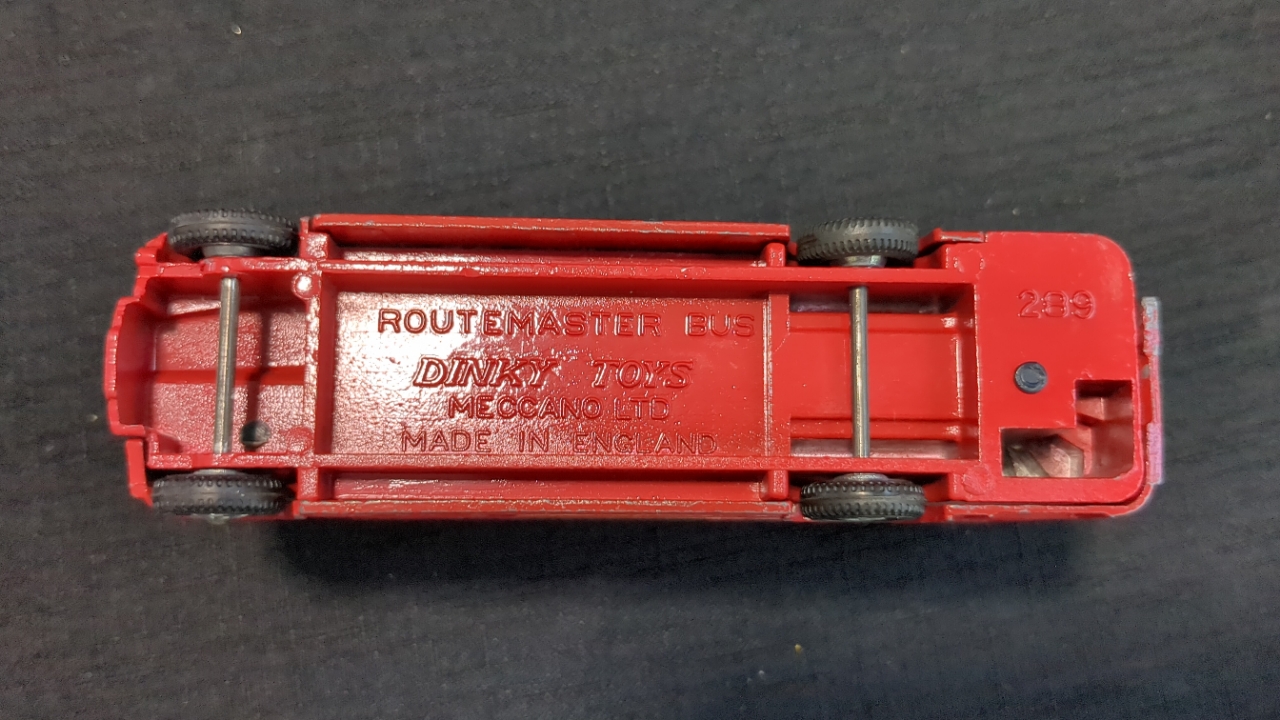 ROUTEMASTER BUS
DINKY TOYS
MECCANO LTD
MADE IN ENGLAND
289